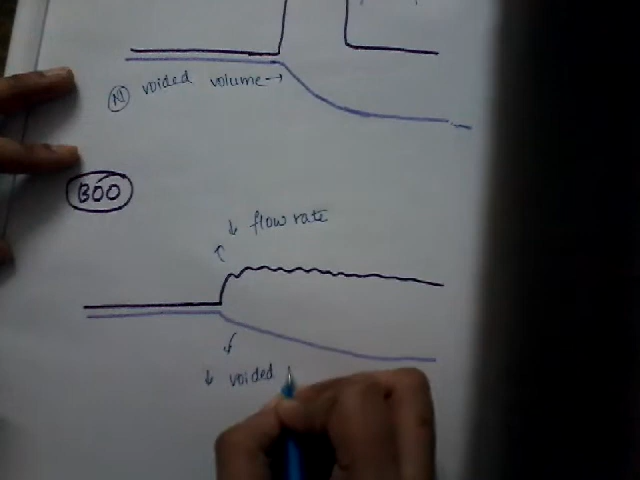 Ⓝ voided volume →
BOO
↓ flow rate
↓ voided